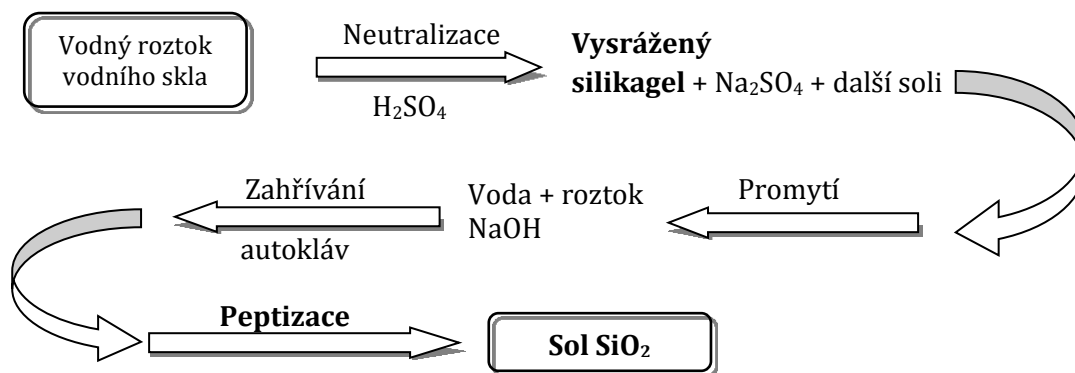 Vodný roztok
vodního skla
Neutralizace
H₂SO₄
Vysrážený
silikagel + Na₂SO₄ + další soli
Promytí
Voda + roztok
NaOH
Zahřívání
autokláv
Peptizace
Sol SiO₂